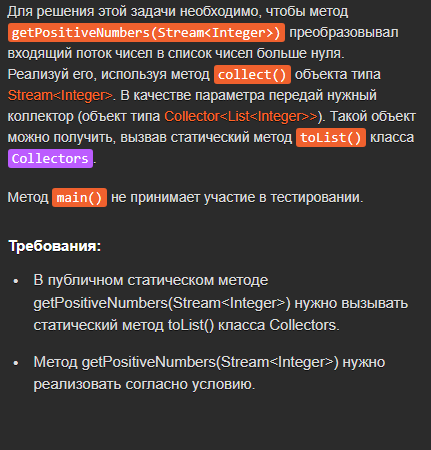 Для решения этой задачи необходимо, чтобы метод
getPositiveNumbers(Stream<Integer>) преобразовывал
входящий поток чисел в список чисел больше нуля.
Реализуй его, используя метод collect() объекта типа
Stream<Integer>. В качестве параметра передай нужный
коллектор (объект типа Collector<List<Integer>>). Такой объект
можно получить, вызвав статический метод toList() класса
Collectors.
Метод main() не принимает участие в тестировании.
Требования:
• В публичном статическом методе
getPositiveNumbers(Stream<Integer>) нужно вызывать
статический метод toList() класса Collectors.
• Метод getPositiveNumbers(Stream<Integer>) нужно
реализовать согласно условию.